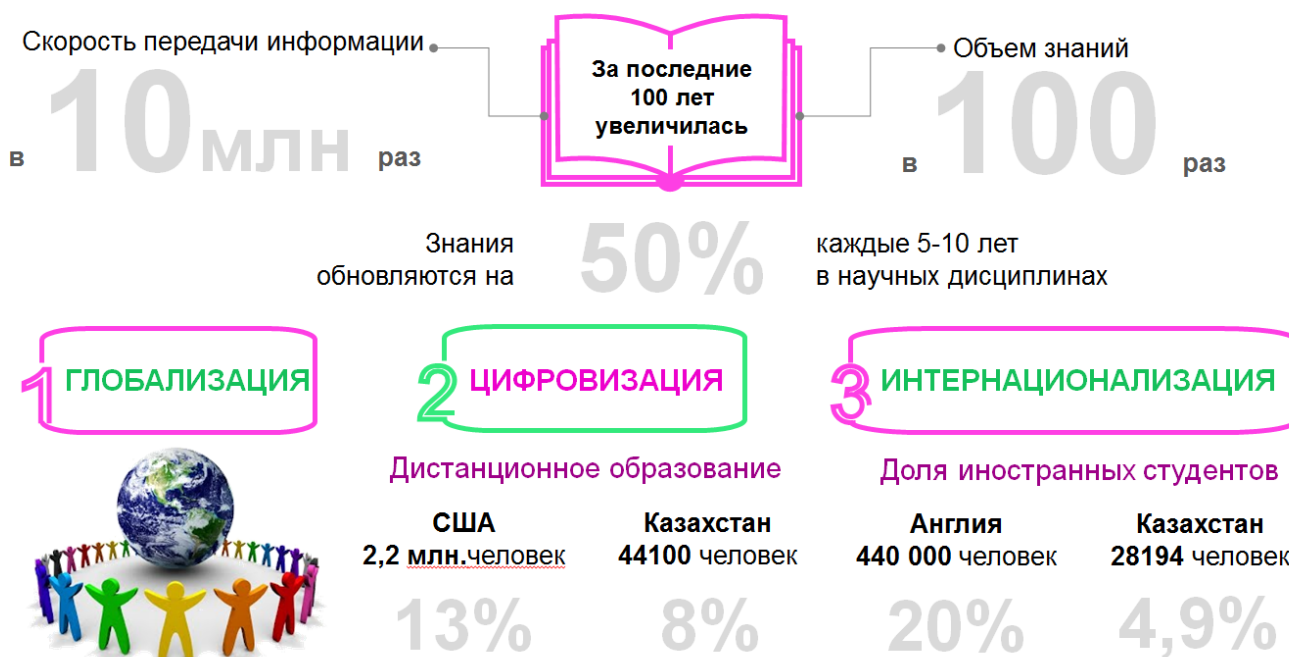 Скорость передачи информации
в 10 млн раз
За последние
100 лет
увеличилась
Объем знаний
в 100 раз
Знания
обновляются на
50%
каждые 5-10 лет
в научных дисциплинах
1 ГЛОБАЛИЗАЦИЯ
2 ЦИФРОВИЗАЦИЯ
3 ИНТЕРНАЦИОНАЛИЗАЦИЯ
Дистанционное образование
США
2,2 млн.человек
13%
Казахстан
44100 человек
8%
Доля иностранных студентов
Англия
440 000 человек
20%
Казахстан
28194 человек
4,9%